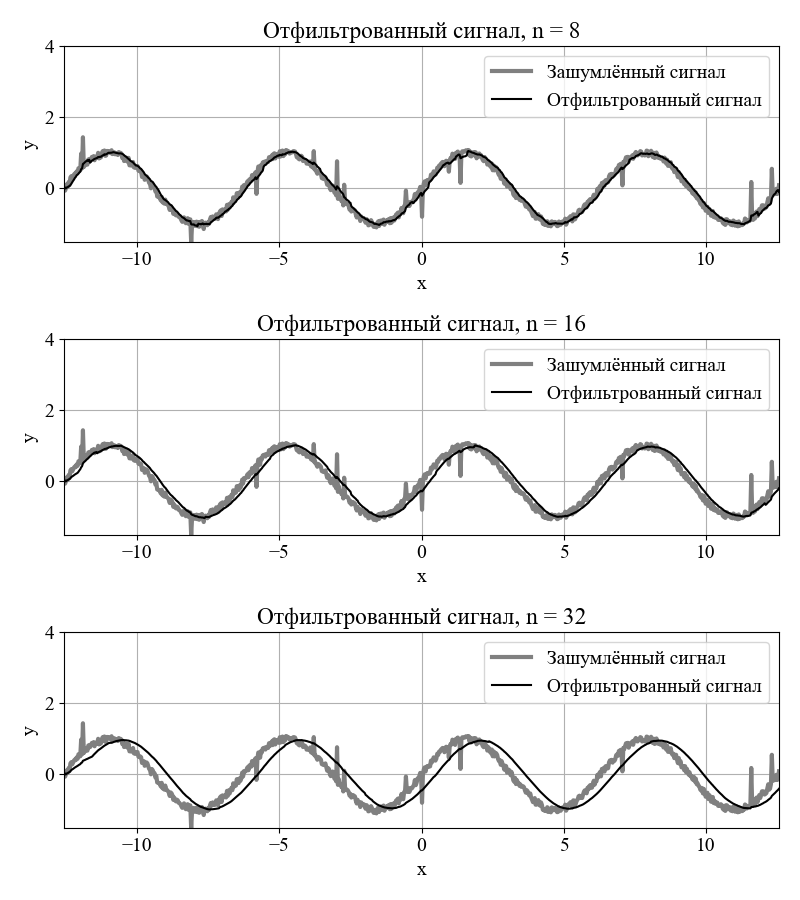 Отфильтрованный сигнал, n = 8
4
2
0
y
Зашумлённый сигнал
Отфильтрованный сигнал
−10 −5 0 5 10
x
Отфильтрованный сигнал, n = 16
4
2
0
y
Зашумлённый сигнал
Отфильтрованный сигнал
−10 −5 0 5 10
x
Отфильтрованный сигнал, n = 32
4
2
0
y
Зашумлённый сигнал
Отфильтрованный сигнал
−10 −5 0 5 10
x